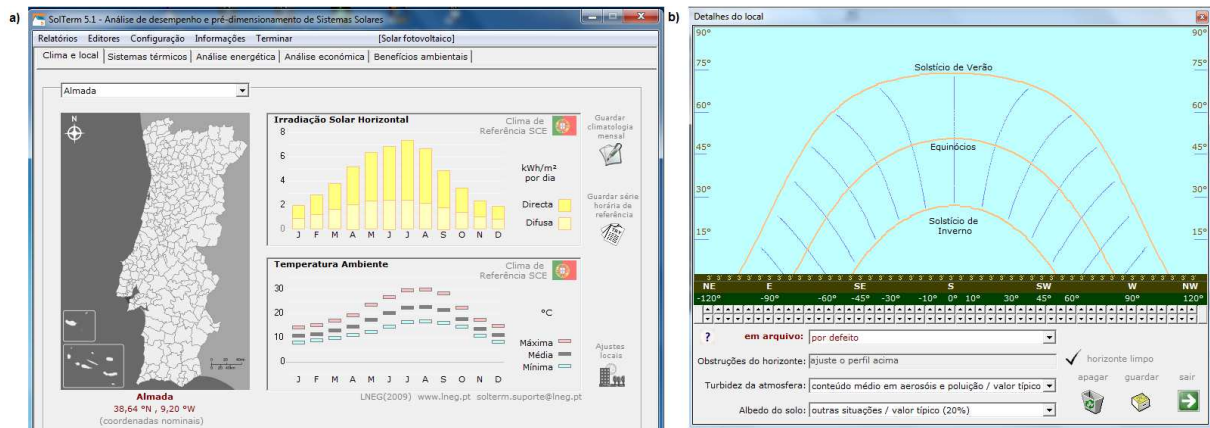 a)
SolTerm 5.1 - Análise de desempenho e pré-dimensionamento de Sistemas Solares
Relatórios Editores Configuração Informações Terminar [Solar fotovoltaico]
Clima e local Sistemas térmicos Análise energética Análise económica Benefícios ambientais
Almada
N
Irradiação Solar Horizontal
Clima de
Referência SCE
8
6
4
2
0
kWh/m²
por dia
Directa
Difusa
J F M A M J J A S O N D
Guardar
climatologia
mensal
Guardar série
horária de
referência
Temperatura Ambiente
Clima de
Referência SCE
30
20
10
0
°C
Máxima
Média
Mínima
J F M A M J J A S O N D
Ajustes
locais
Almada
38,64 °N , 9,20 °W
(coordenadas nominais)
LNEG(2009) www.lneg.pt solterm.suporte@lneg.pt
b)
Detalhes do local
90° 90°
75° 75°
Solstício de Verão
60° 60°
45° 45°
Equinócios
30° 30°
Solstício de
Inverno
15° 15°
NE E SE S SW W NW
-120° -90° -60° -45° -30° -10° 0° 10° 30° 45° 60° 90° 120°
? em arquivo: por defeito
Obstruções do horizonte: ajuste o perfil acima
horizonte limpo
Turbidez da atmosfera: conteúdo médio em aerosóis e poluição / valor típico
apagar guardar sair
Albedo do solo: outras situações / valor típico (20%)